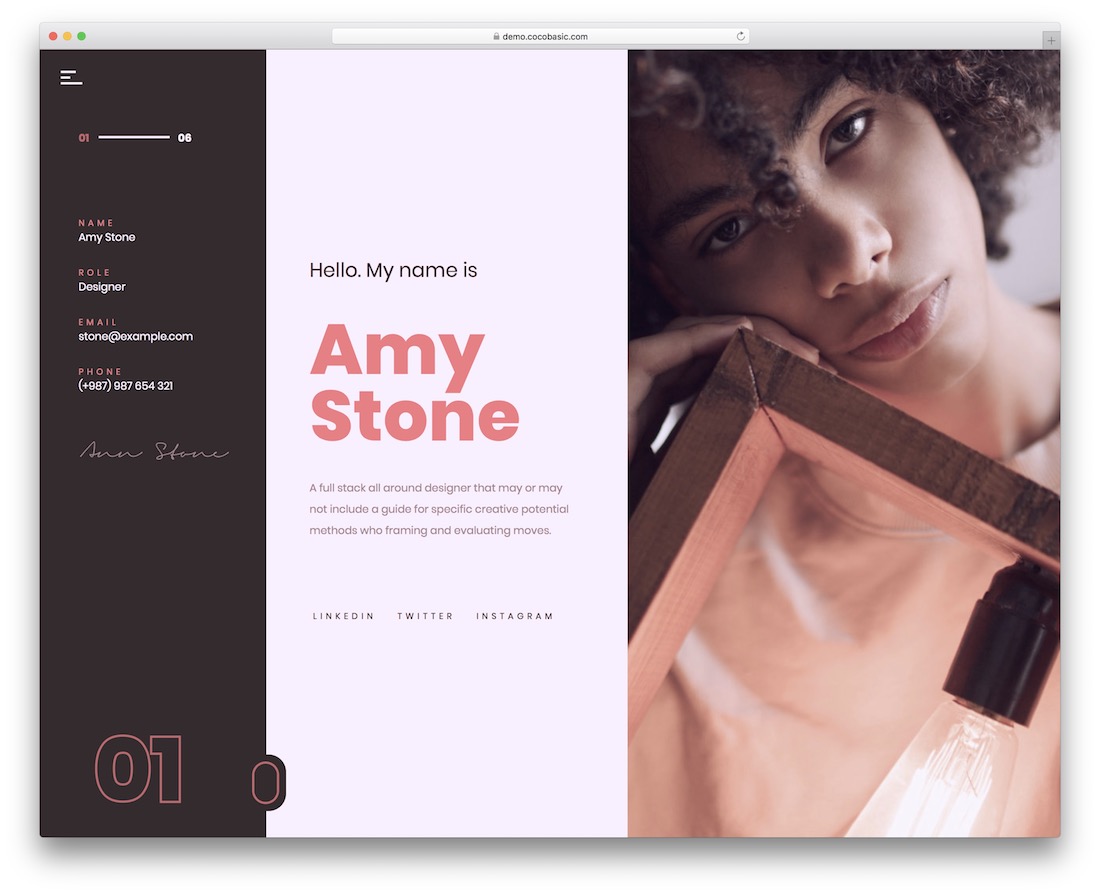 demo.cocobasic.com
01 06
NAME
Amy Stone
ROLE
Designer
EMAIL
stone@example.com
PHONE
(+987) 987 654 321
Ann Stone
01
Hello. My name is
Amy
Stone
A full stack all around designer that may or may
not include a guide for specific creative potential
methods who framing and evaluating moves.
LINKEDIN TWITTER INSTAGRAM